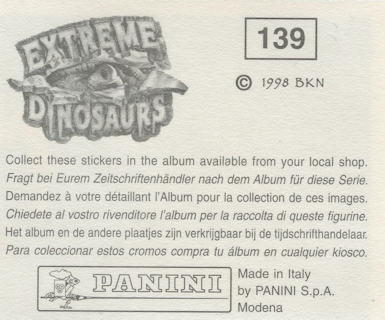 EXTREME
DINOSAURS
139
© 1998 BKN
Collect these stickers in the album available from your local shop.
Fragt bei Eurem Zeitschriftenhändler nach dem Album für diese Serie.
Demandez à votre détaillant l'Album pour la collection de ces images.
Chiedete al vostro rivenditore l'album per la raccolta di queste figurine.
Het album en de andere plaatjes zijn verkrijgbaar bij de tijdschrifthandelaar.
Para coleccionar estos cromos compra tu álbum en cualquier kiosco.
PANINI
Made in Italy
by PANINI S.p.A.
Modena